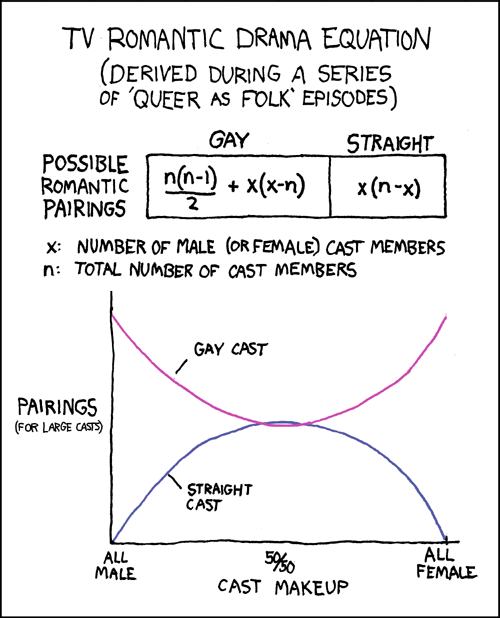 TV ROMANTIC DRAMA EQUATION
(DERIVED DURING A SERIES
OF 'QUEER AS FOLK' EPISODES)
GAY STRAIGHT
POSSIBLE
ROMANTIC
PAIRINGS
n(n-1)/2 + x(x-n)
x(n-x)
x: NUMBER OF MALE (OR FEMALE) CAST MEMBERS
n: TOTAL NUMBER OF CAST MEMBERS
GAY CAST
PAIRINGS
(FOR LARGE CASTS)
STRAIGHT
CAST
ALL
MALE
50/50
ALL
FEMALE
CAST MAKEUP